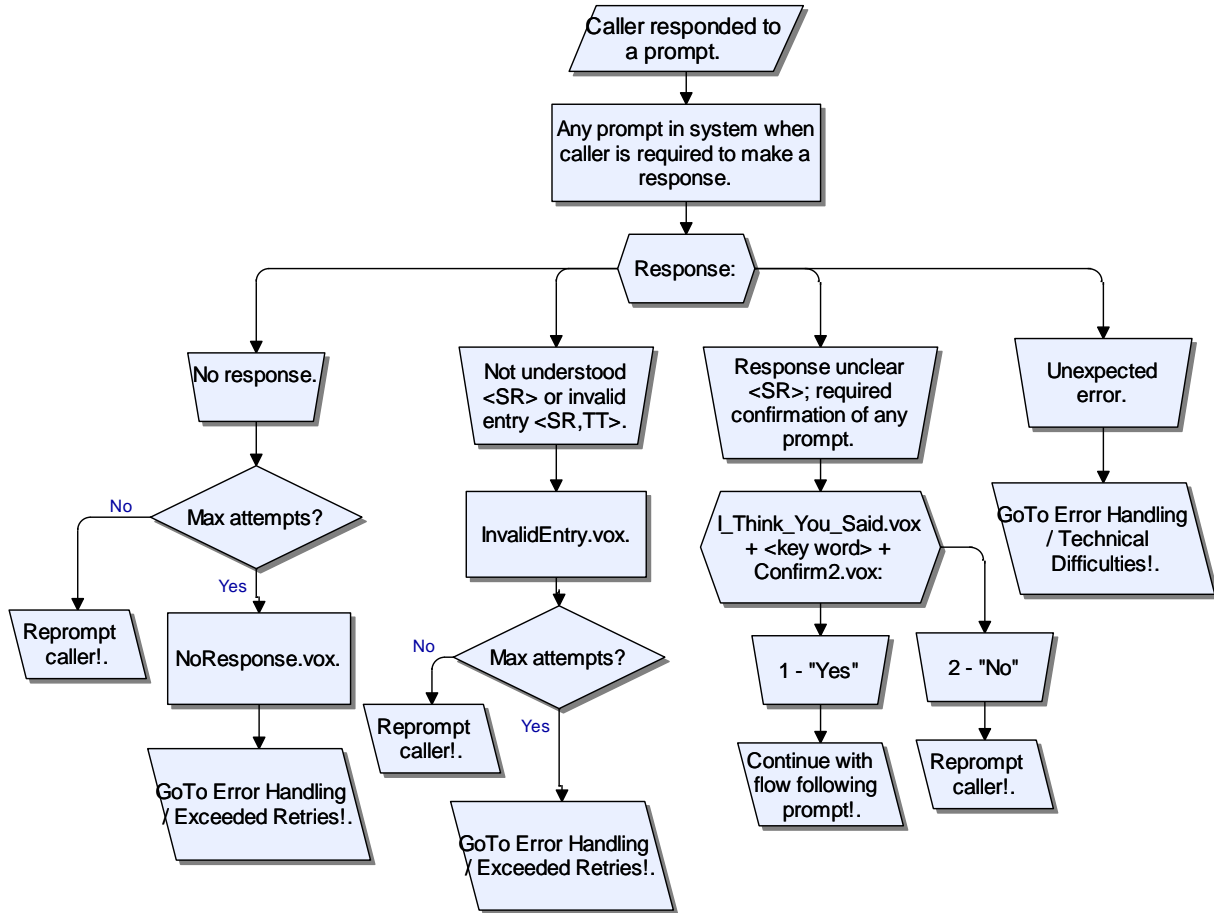 Caller responded to
a prompt.
Any prompt in system when
caller is required to make a
response.
Response:
No response.
Not understood
<SR> or invalid
entry <SR,TT>.
Response unclear
<SR>; required
confirmation of any
prompt.
Unexpected
error.
Max attempts?
No
Yes
Reprompt
caller!.
NoResponse.vox.
GoTo Error Handling
/ Exceeded Retries!.
InvalidEntry.vox.
Max attempts?
No
Yes
Reprompt
caller!.
GoTo Error Handling
/ Exceeded Retries!.
I_Think_You_Said.vox
+ <key word> +
Confirm2.vox:
1 - "Yes"
2 - "No"
Continue with
flow following
prompt!.
Reprompt
caller!.
GoTo Error Handling
/ Technical
Difficulties!.